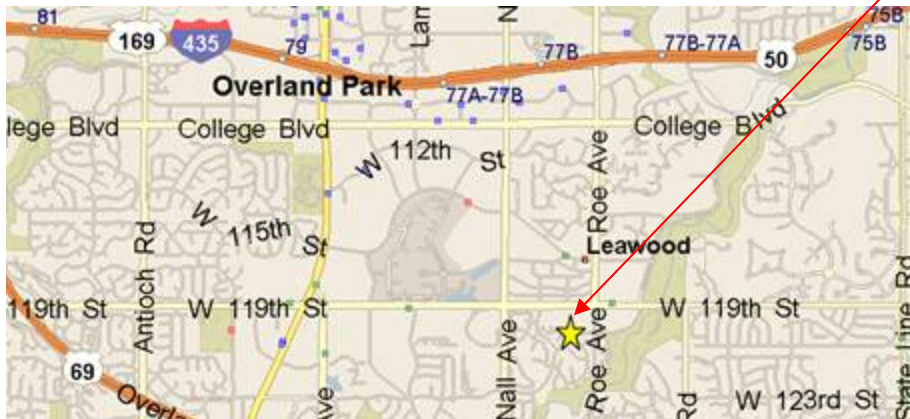 81
169
435
79
Lam
N
77B
77B-77A
50
75B
75B
Overland Park
77A-77B
llege Blvd
College Blvd
College Blvd
W 112th St
Roe Ave
W 115th St
Antioch Rd
Leawood
119th St
W 119th St
W 119th St
State Line Rd
Nall Ave
Roe Ave
69
Overla
Ave
Rd
W 123rd St